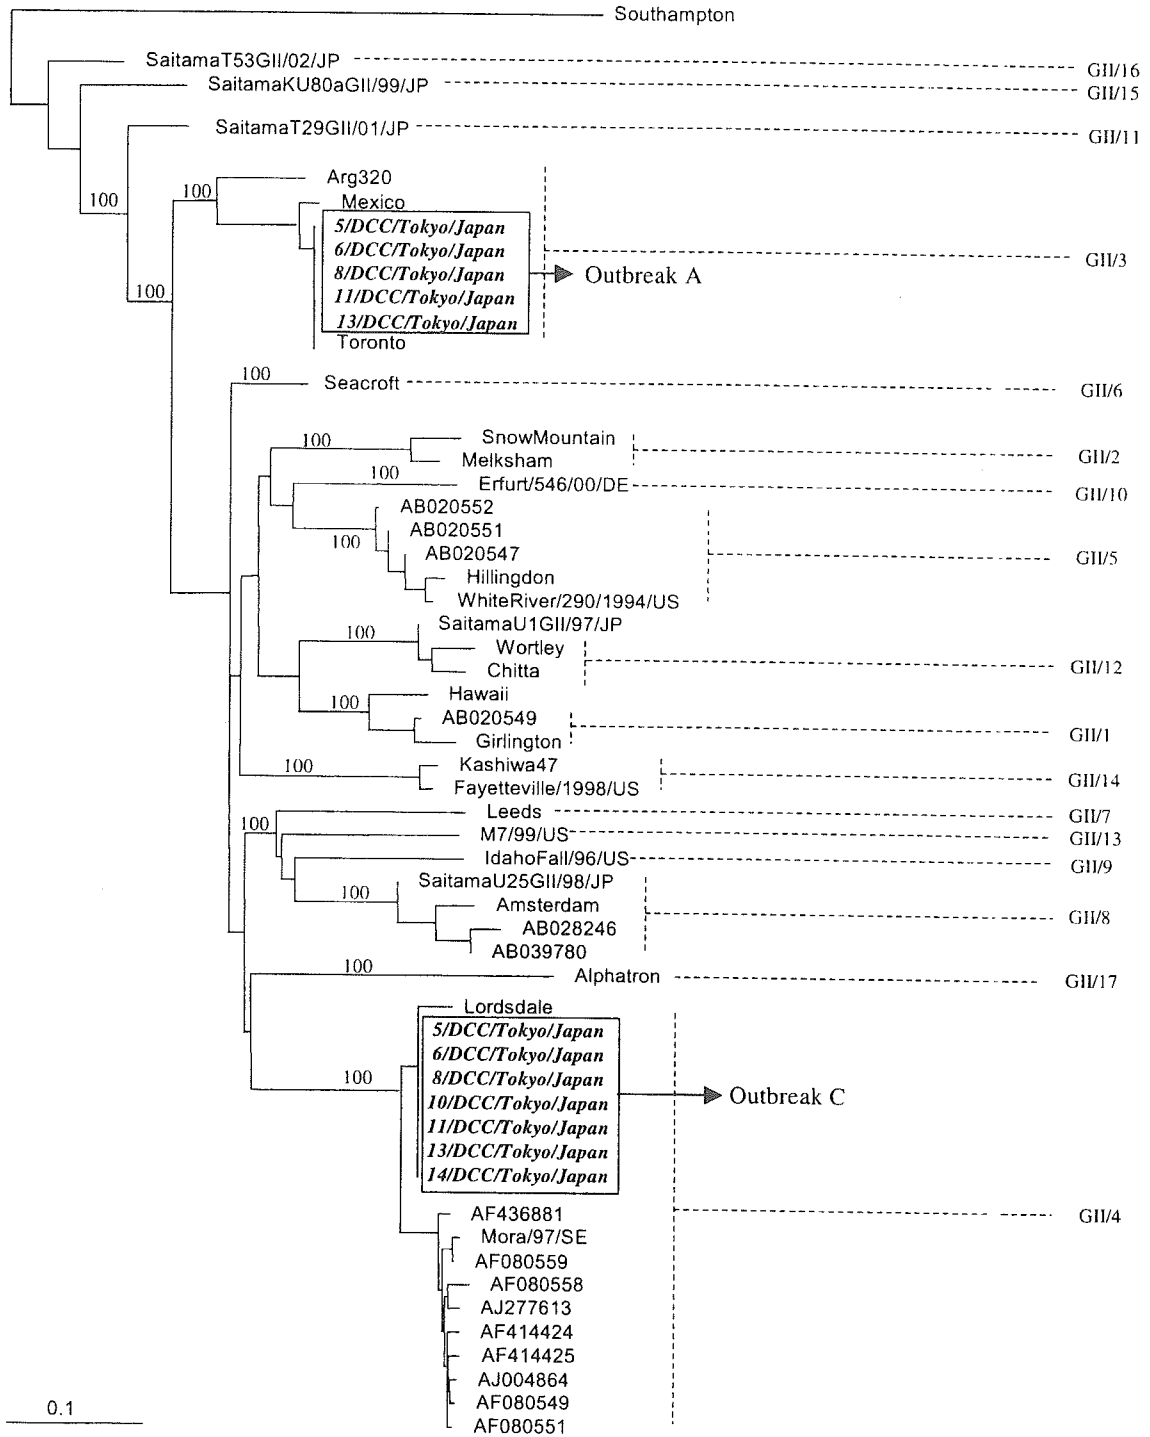 Southampton
SaitamaT53GII/02/JP GII/16
SaitamaKU80aGII/99/JP GII/15
SaitamaT29GII/01/JP GII/11
Arg320
100
Mexico
100
5/DCC/Tokyo/Japan
6/DCC/Tokyo/Japan GII/3
8/DCC/Tokyo/Japan Outbreak A
100
11/DCC/Tokyo/Japan
13/DCC/Tokyo/Japan
Toronto
100
Seacroft GII/6
SnowMountain
100
Melksham GII/2
100
Erfurt/546/00/DE GII/10
AB020552
AB020551
100
AB020547 GII/5
Hillingdon
WhiteRiver/290/1994/US
SaitamaU1GII/97/JP
100
Wortley
Chitta GII/12
Hawaii
100
AB020549
Girlington GII/1
100
Kashiwa47
Fayetteville/1998/US GII/14
Leeds GII/7
100
M7/99/US GII/13
IdahoFall/96/US GII/9
SaitamaU25GII/98/JP
100
Amsterdam
AB028246 GII/8
AB039780
100
Alphatron GII/17
Lordsdale
5/DCC/Tokyo/Japan
6/DCC/Tokyo/Japan
100
8/DCC/Tokyo/Japan
10/DCC/Tokyo/Japan Outbreak C
11/DCC/Tokyo/Japan
13/DCC/Tokyo/Japan
14/DCC/Tokyo/Japan
AF436881 GII/4
Mora/97/SE
AF080559
AF080558
AJ277613
AF414424
AF414425
AJ004864
AF080549
0.1
AF080551